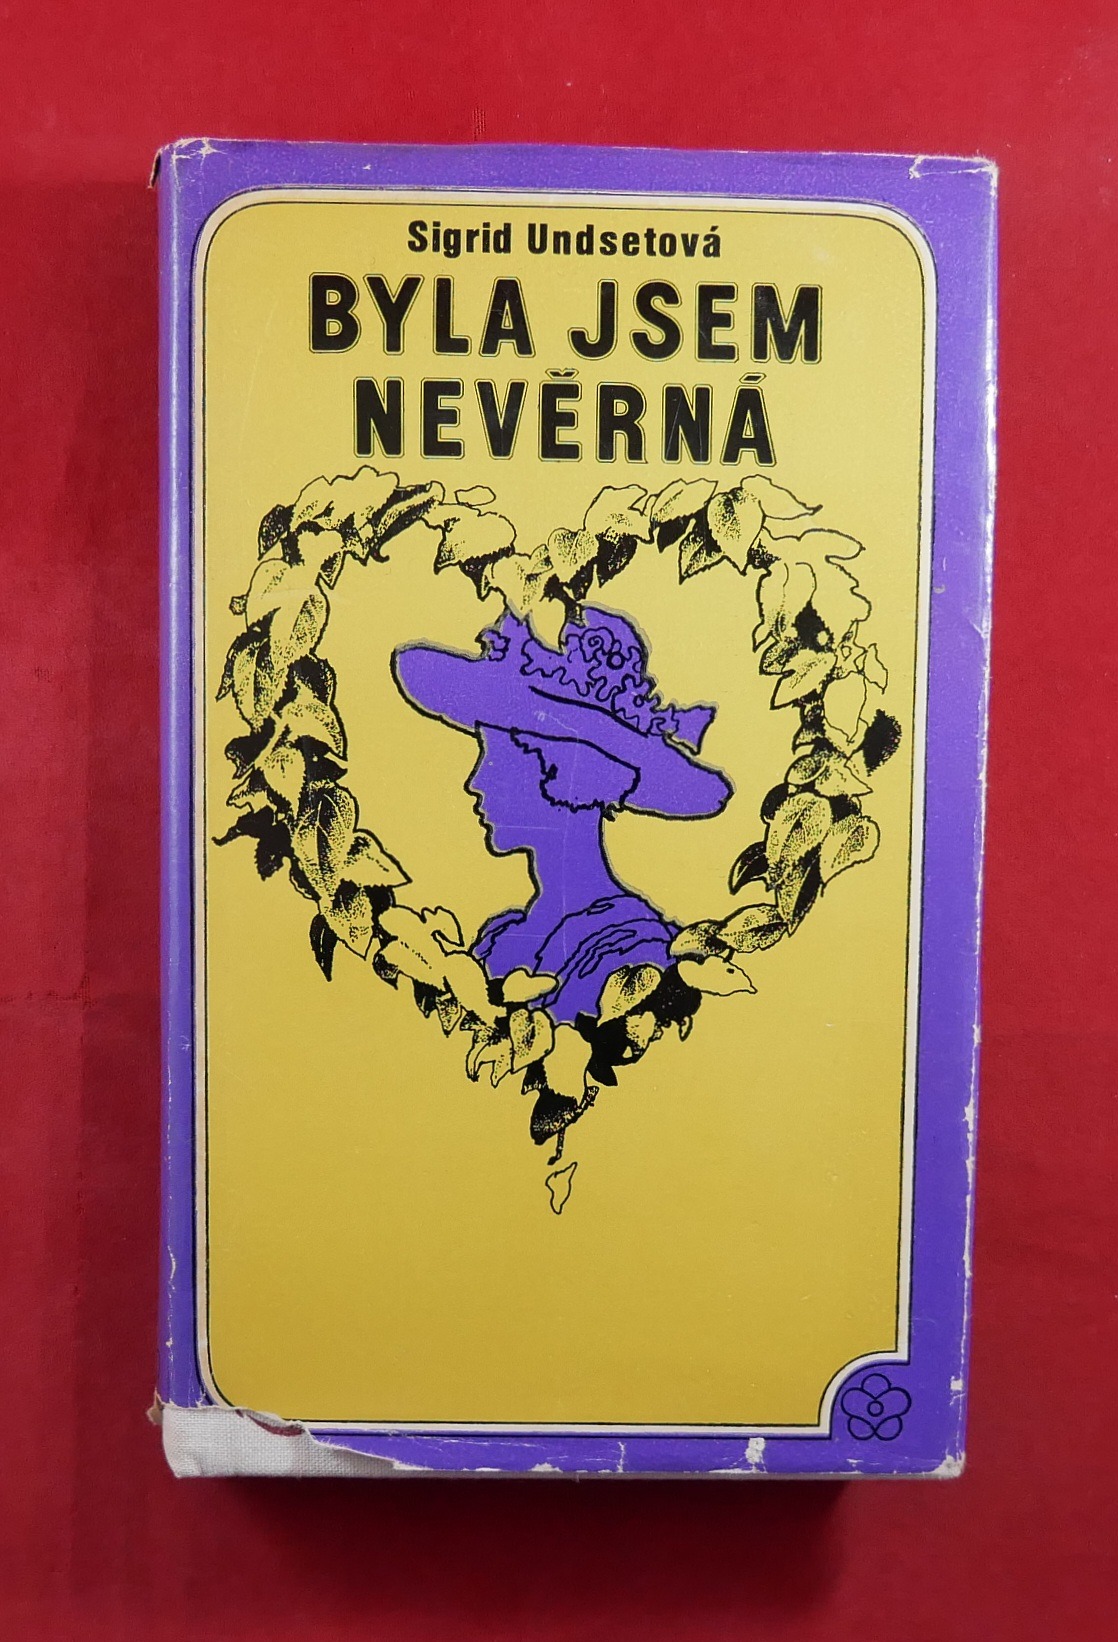 Sigrid Undsetová
BYLA JSEM
NEVĚRNÁ